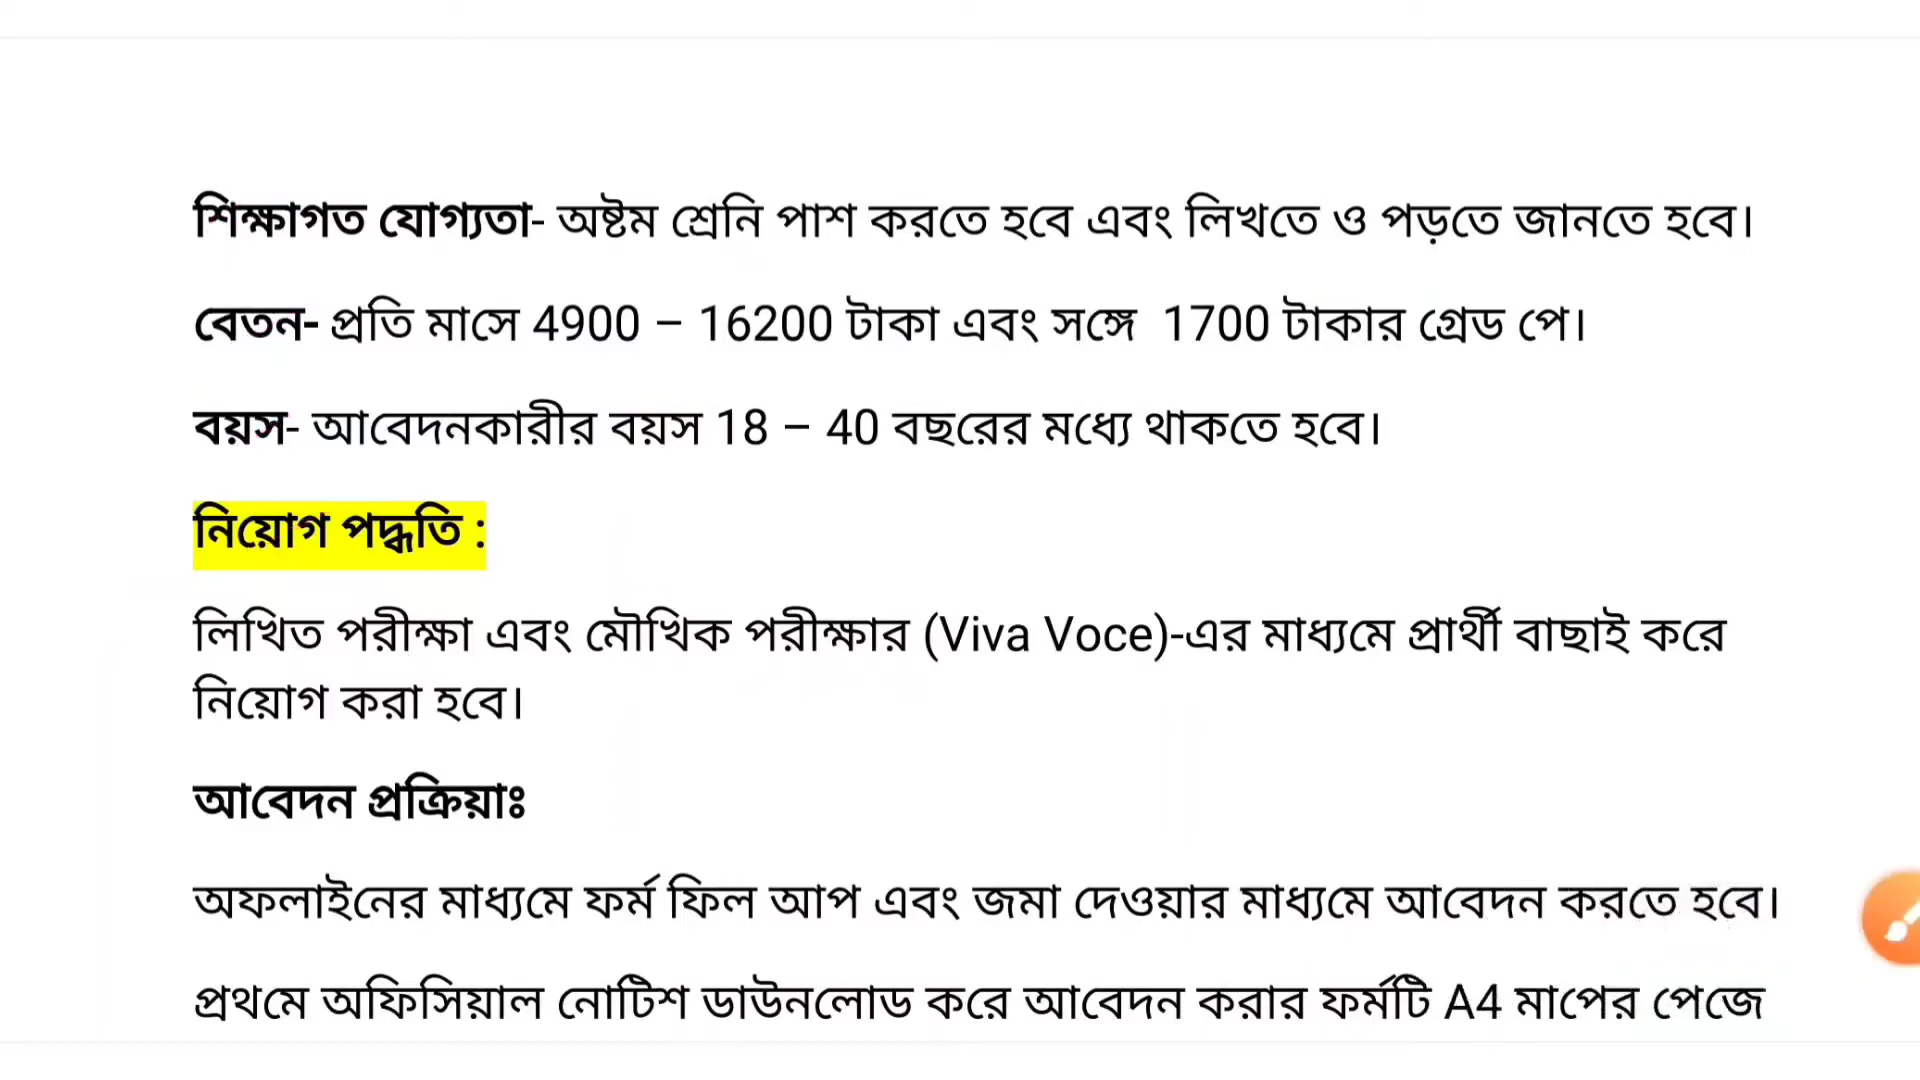 শিক্ষাগত যোগ্যতা- অষ্টম শ্রেনি পাশ করতে হবে এবং লিখতে ও পড়তে জানতে হবে।
বেতন- প্রতি মাসে 4900 – 16200 টাকা এবং সঙ্গে 1700 টাকার গ্রেড পে।
বয়স- আবেদনকারীর বয়স 18 – 40 বছরের মধ্যে থাকতে হবে।
নিয়োগ পদ্ধতি :
লিখিত পরীক্ষা এবং মৌখিক পরীক্ষার (Viva Voce)-এর মাধ্যমে প্রার্থী বাছাই করে
নিয়োগ করা হবে।
আবেদন প্রক্রিয়াঃ
অফলাইনের মাধ্যমে ফর্ম ফিল আপ এবং জমা দেওয়ার মাধ্যমে আবেদন করতে হবে।
প্রথমে অফিসিয়াল নোটিশ ডাউনলোড করে আবেদন করার ফর্মটি A4 মাপের পেজে